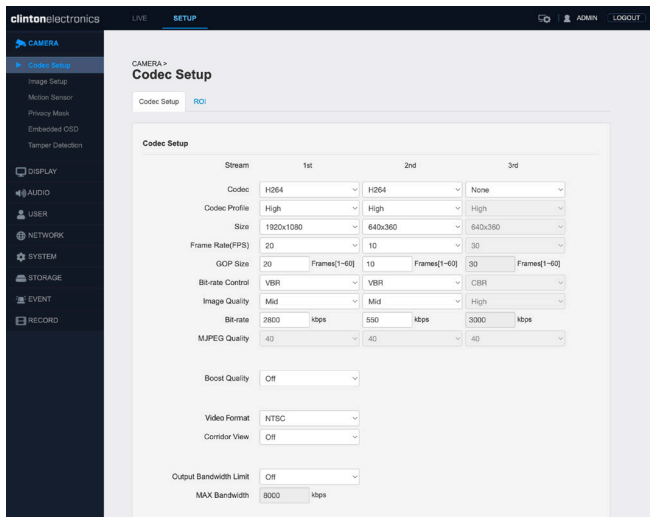 clintonelectronics LIVE SETUP ADMIN LOGOUT
CAMERA
Codec Setup
Image Setup
Motion Sensor
Privacy Mask
Embedded OSD
Tamper Detection
DISPLAY
AUDIO
USER
NETWORK
SYSTEM
STORAGE
EVENT
RECORD
CAMERA >
Codec Setup
Codec Setup ROI
Codec Setup
Stream 1st 2nd 3rd
Codec H264 H264 None
Codec Profile High High High
Size 1920x1080 640x360 640x360
Frame Rate(FPS) 20 10 30
GOP Size 20 Frames[1~60] 10 Frames[1~60] 30 Frames[1~60]
Bit-rate Control VBR VBR CBR
Image Quality Mid Mid High
Bit-rate 2800 kbps 550 kbps 3000 kbps
MJPEG Quality 40 40 40
Boost Quality Off
Video Format NTSC
Corridor View Off
Output Bandwidth Limit Off
MAX Bandwidth 8000 kbps